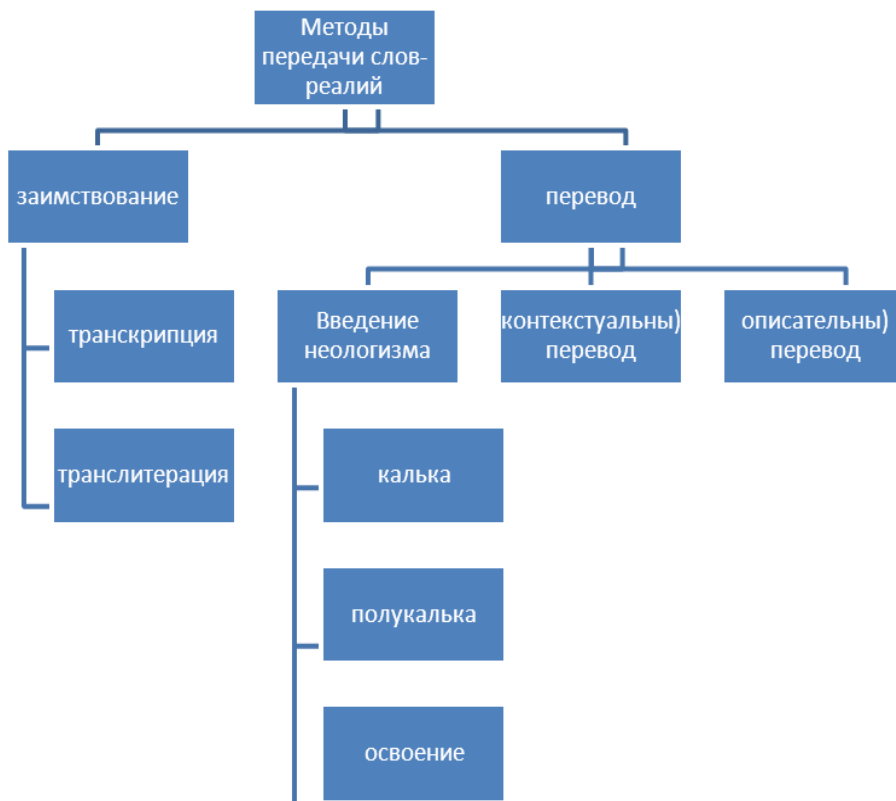 Методы
передачи слов-
реалий
заимствование
перевод
транскрипция
транслитерация
Введение
неологизма
контекстуальны)
перевод
описательны)
перевод
калька
полукалька
освоение